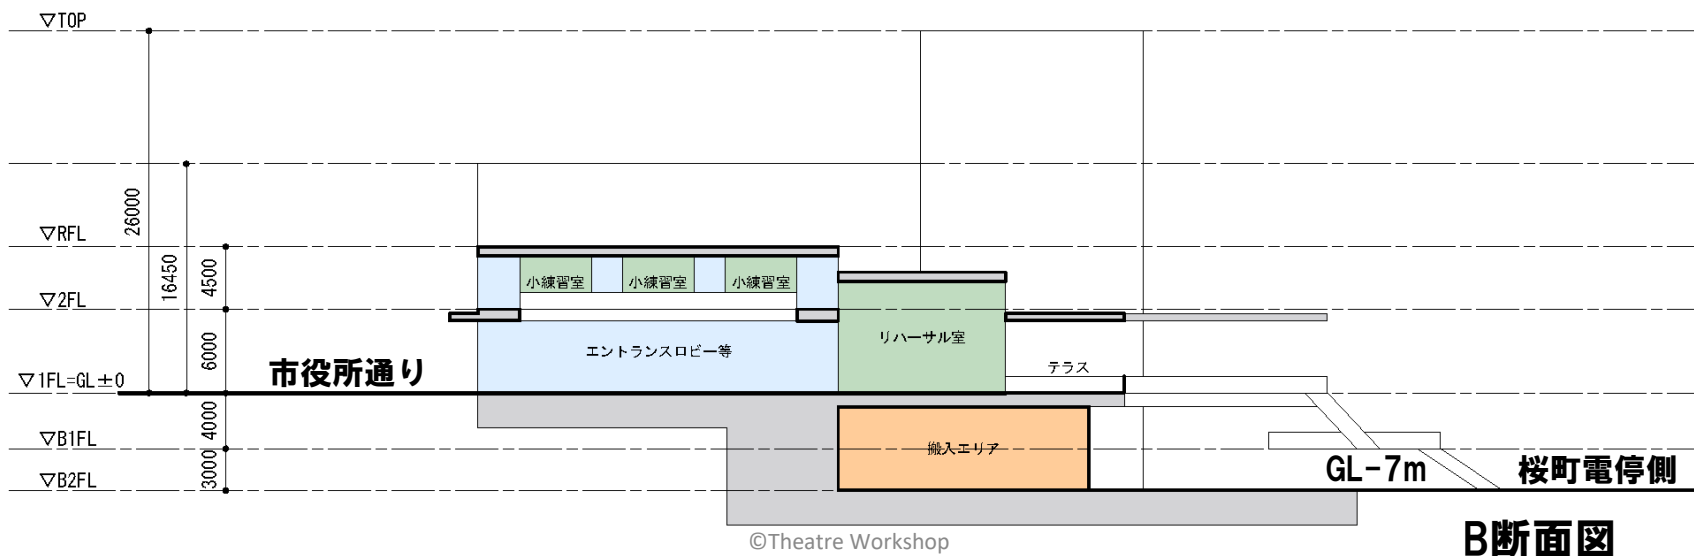 ▽TOP
26000
16450
▽RFL
4500
小練習室 小練習室 小練習室
▽2FL
6000
エントランスロビー等
リハーサル室
テラス
市役所通り
▽1FL=GL±0
4000
▽B1FL
搬入エリア
3000
GL-7m 桜町電停側
▽B2FL
©Theatre Workshop
B断面図